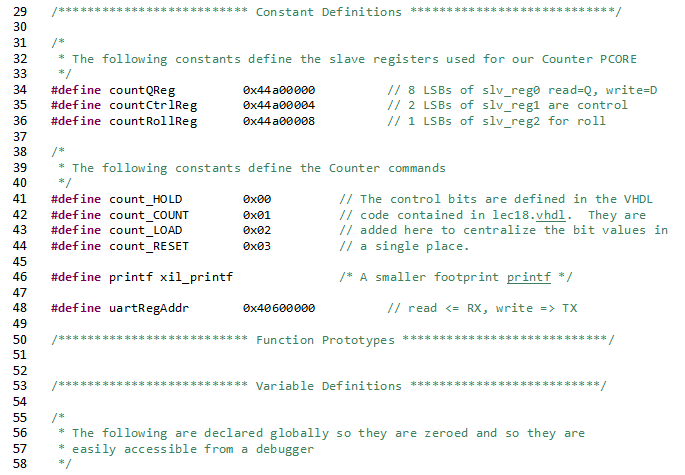 29 /************************** Constant Definitions ****************************/
30
31 /*
32  * The following constants define the slave registers used for our Counter PCORE
33  */
34 #define countQReg 0x44a00000 // 8 LSBs of slv_reg0 read=Q, write=D
35 #define countCtrlReg 0x44a00004 // 2 LSBs of slv_reg1 are control
36 #define countRollReg 0x44a00008 // 1 LSBs of slv_reg2 for roll
37
38 /*
39  * The following constants define the Counter commands
40  */
41 #define count_HOLD 0x00 // The control bits are defined in the VHDL
42 #define count_COUNT 0x01 // code contained in lec18.vhdl.  They are
43 #define count_LOAD 0x02 // added here to centralize the bit values in
44 #define count_RESET 0x03 // a single place.
45
46 #define printf xil_printf /* A smaller footprint printf */
47
48 #define uartRegAddr 0x40600000 // read <= RX, write => TX
49
50 /************************** Function Prototypes ****************************/
51
52
53 /************************** Variable Definitions **************************/
54
55 /*
56  * The following are declared globally so they are zeroed and so they are
57  * easily accessible from a debugger
58  */